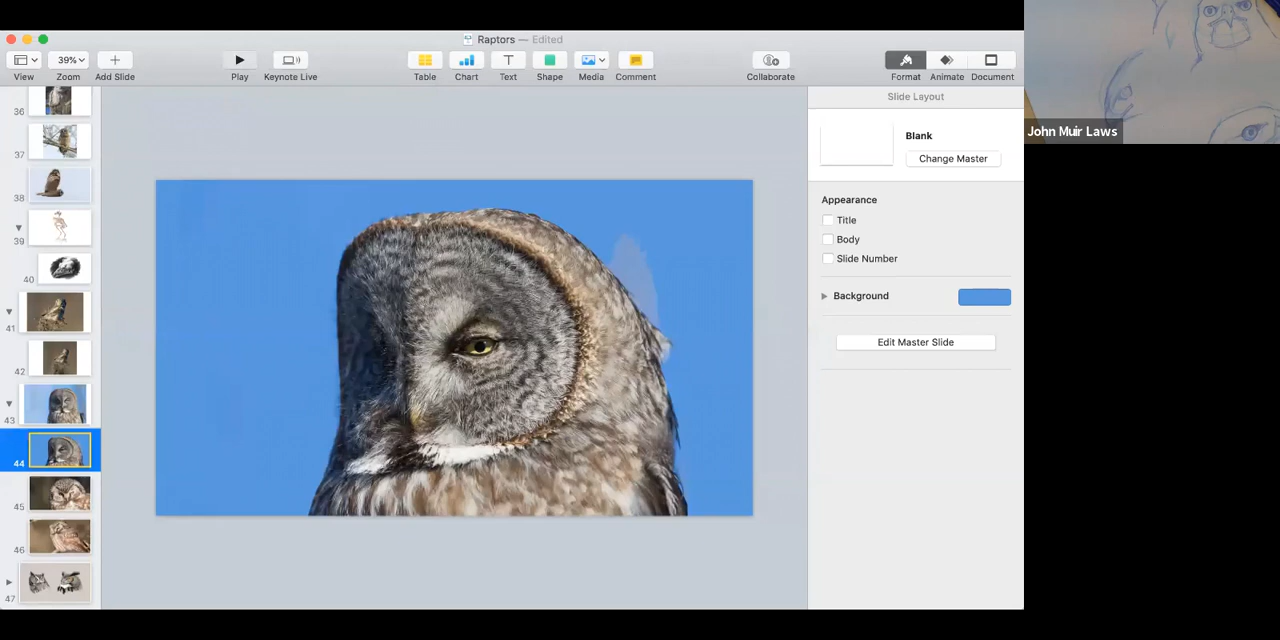 Raptors — Edited
View
39%
Zoom
Add Slide
Play
Keynote Live
Table
Chart
Text
Shape
Media
Comment
Collaborate
Format
Animate
Document
Slide Layout
Blank
Change Master
Appearance
Title
Body
Slide Number
Background
Edit Master Slide
36
37
38
39
40
41
42
43
44
45
46
47
John Muir Laws